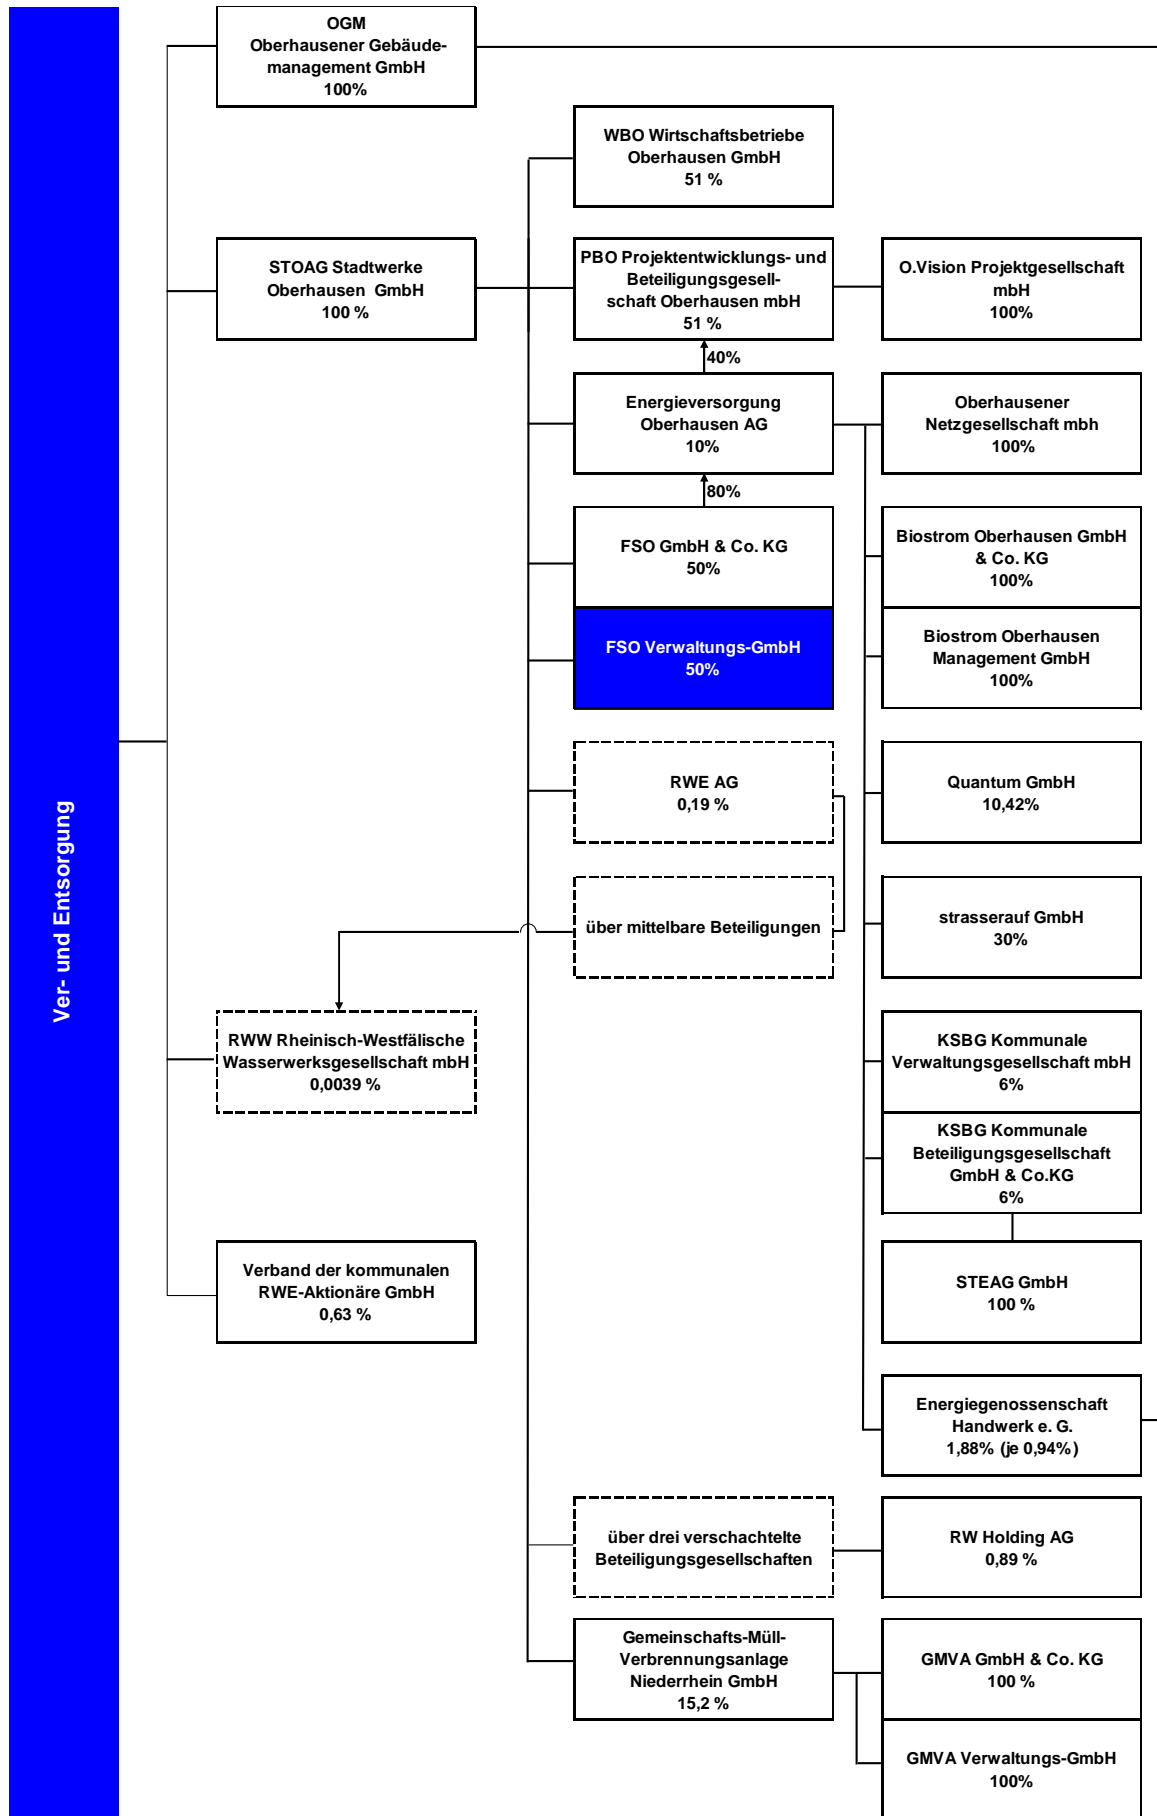 Ver- und Entsorgung
OGM
Oberhausener Gebäude-
management GmbH
100%
WBO Wirtschaftsbetriebe
Oberhausen GmbH
51 %
STOAG Stadtwerke
Oberhausen GmbH
100 %
PBO Projektentwicklungs- und
Beteiligungsgesell-
schaft Oberhausen mbH
51 %
O.Vision Projektgesellschaft
mbH
100%
40%
Energieversorgung
Oberhausen AG
10%
Oberhausener
Netzgesellschaft mbh
100%
80%
FSO GmbH & Co. KG
50%
Biostrom Oberhausen GmbH
& Co. KG
100%
FSO Verwaltungs-GmbH
50%
Biostrom Oberhausen
Management GmbH
100%
RWE AG
0,19 %
Quantum GmbH
10,42%
über mittelbare Beteiligungen
strasserauf GmbH
30%
RWW Rheinisch-Westfälische
Wasserwerksgesellschaft mbH
0,0039 %
KSBG Kommunale
Verwaltungsgesellschaft mbH
6%
KSBG Kommunale
Beteiligungsgesellschaft
GmbH & Co.KG
6%
Verband der kommunalen
RWE-Aktionäre GmbH
0,63 %
STEAG GmbH
100 %
Energiegenossenschaft
Handwerk e. G.
1,88% (je 0,94%)
über drei verschachtelte
Beteiligungsgesellschaften
RW Holding AG
0,89 %
Gemeinschafts-Müll-
Verbrennungsanlage
Niederrhein GmbH
15,2 %
GMVA GmbH & Co. KG
100 %
GMVA Verwaltungs-GmbH
100%